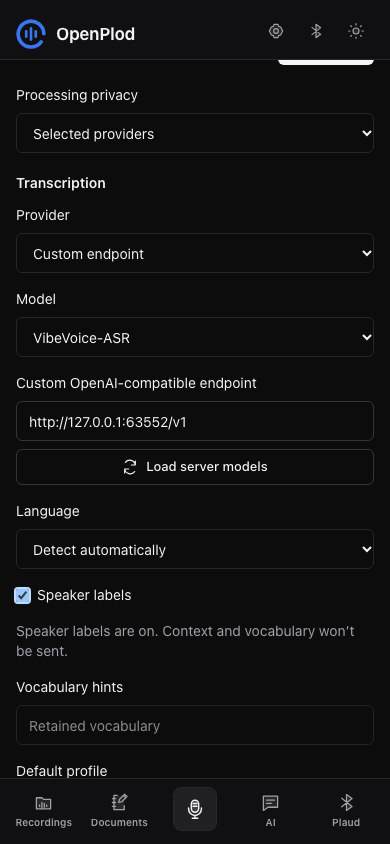 OpenPlod
Processing privacy
Selected providers
Transcription
Provider
Custom endpoint
Model
VibeVoice-ASR
Custom OpenAI-compatible endpoint
http://127.0.0.1:63552/v1
Load server models
Language
Detect automatically
Speaker labels
Speaker labels are on. Context and vocabulary won’t
be sent.
Vocabulary hints
Retained vocabulary
Default profile
Recordings
Documents
AI
Plaud